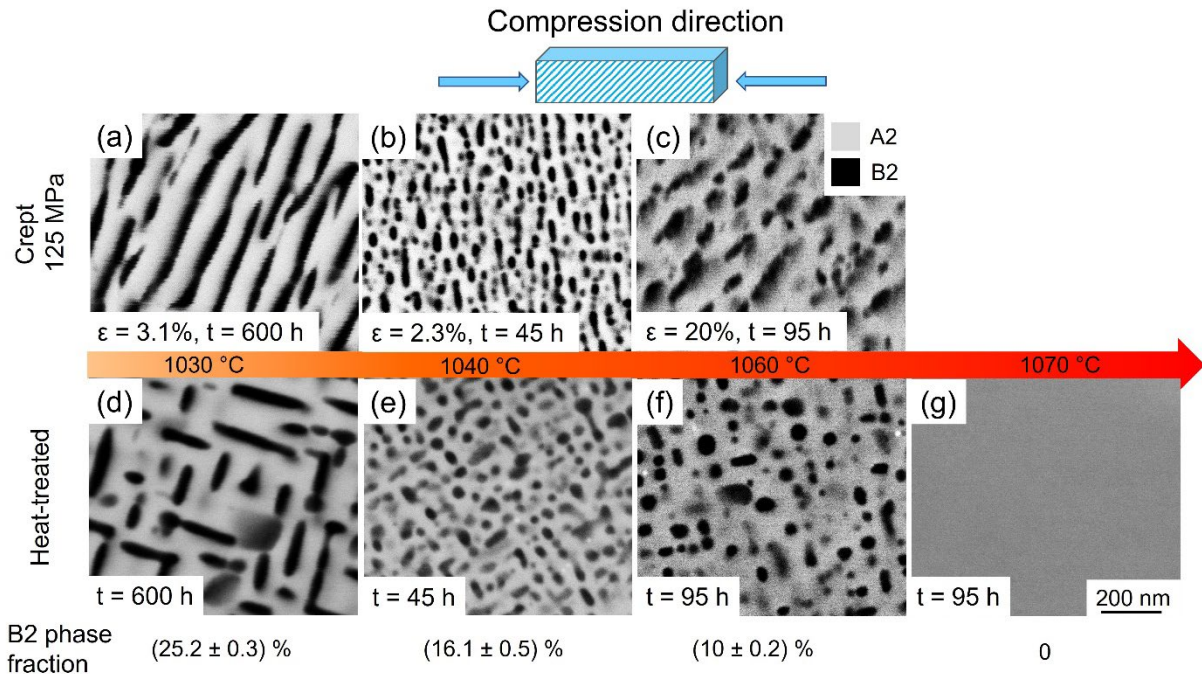 Compression direction
(a)
(b)
(c)
A2
B2
Crept
125 MPa
ε = 3.1%, t = 600 h
ε = 2.3%, t = 45 h
ε = 20%, t = 95 h
1030 °C
1040 °C
1060 °C
1070 °C
(d)
(e)
(f)
(g)
Heat-treated
t = 600 h
t = 45 h
t = 95 h
t = 95 h
200 nm
B2 phase
fraction
(25.2 ± 0.3) %
(16.1 ± 0.5) %
(10 ± 0.2) %
0